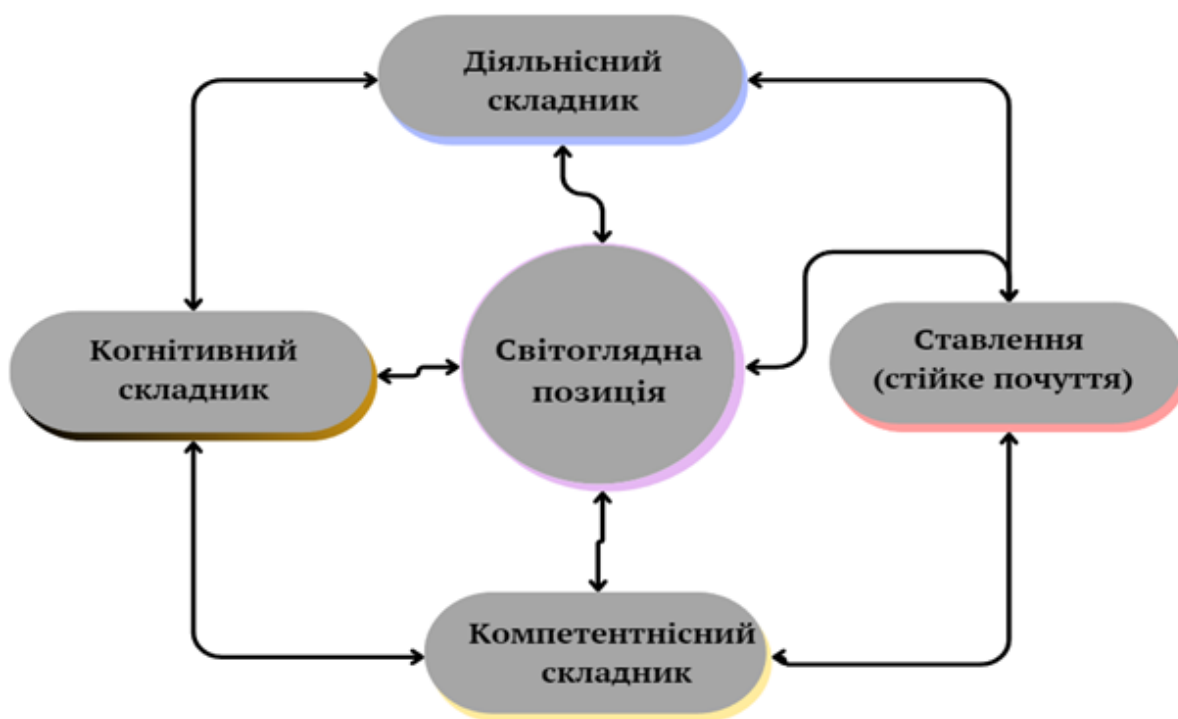 Діяльнісний
складник
Когнітивний
складник
Світоглядна
позиція
Ставлення
(стійке почуття)
Компетентнісний
складник